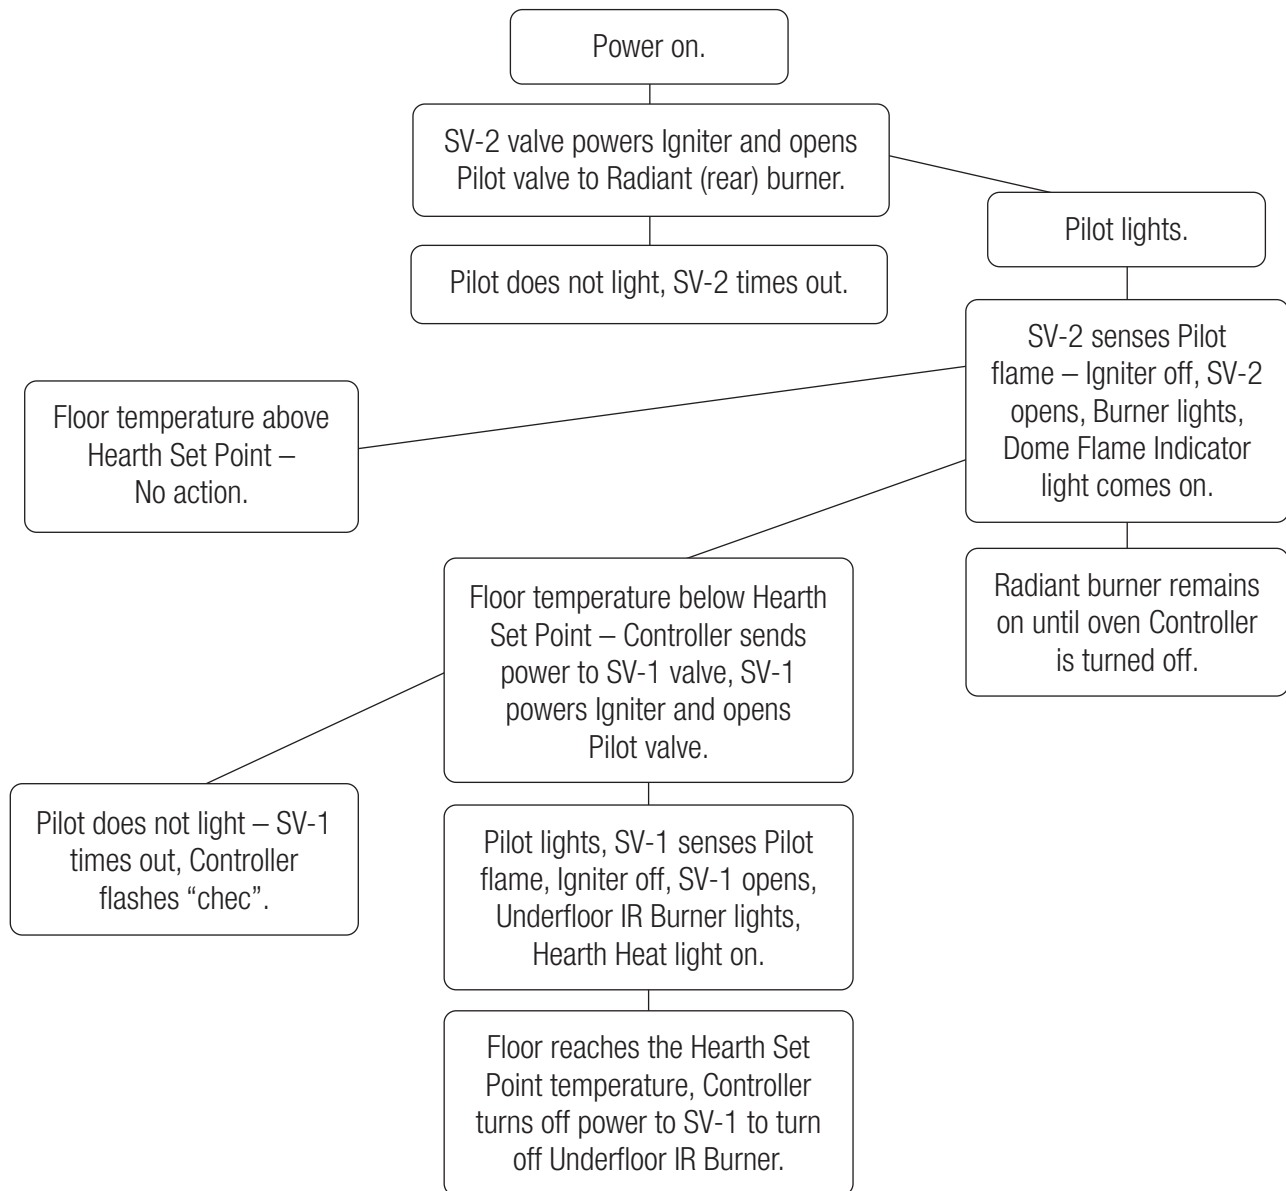 Power on.
SV-2 valve powers Igniter and opens
Pilot valve to Radiant (rear) burner.
Pilot lights.
Pilot does not light, SV-2 times out.
SV-2 senses Pilot
flame – Igniter off, SV-2
opens, Burner lights,
Dome Flame Indicator
light comes on.
Floor temperature above
Hearth Set Point –
No action.
Radiant burner remains
on until oven Controller
is turned off.
Floor temperature below Hearth
Set Point – Controller sends
power to SV-1 valve, SV-1
powers Igniter and opens
Pilot valve.
Pilot does not light – SV-1
times out, Controller
flashes “chec”.
Pilot lights, SV-1 senses Pilot
flame, Igniter off, SV-1 opens,
Underfloor IR Burner lights,
Hearth Heat light on.
Floor reaches the Hearth Set
Point temperature, Controller
turns off power to SV-1 to turn
off Underfloor IR Burner.